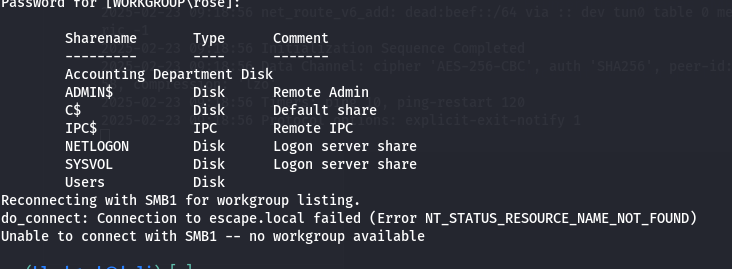 Password for [WORKGROUP\rose]:
Sharename Type Comment
--------- ---- -------
Accounting Department Disk
ADMIN$ Disk Remote Admin
C$ Disk Default share
IPC$ IPC Remote IPC
NETLOGON Disk Logon server share
SYSVOL Disk Logon server share
Users Disk
Reconnecting with SMB1 for workgroup listing.
do_connect: Connection to escape.local failed (Error NT_STATUS_RESOURCE_NAME_NOT_FOUND)
Unable to connect with SMB1 -- no workgroup available